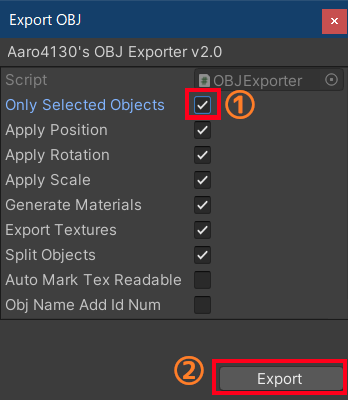 Export OBJ
Aaro4130's OBJ Exporter v2.0
Script OBJExporter
Only Selected Objects ①
Apply Position
Apply Rotation
Apply Scale
Generate Materials
Export Textures
Split Objects
Auto Mark Tex Readable
Obj Name Add Id Num
② Export